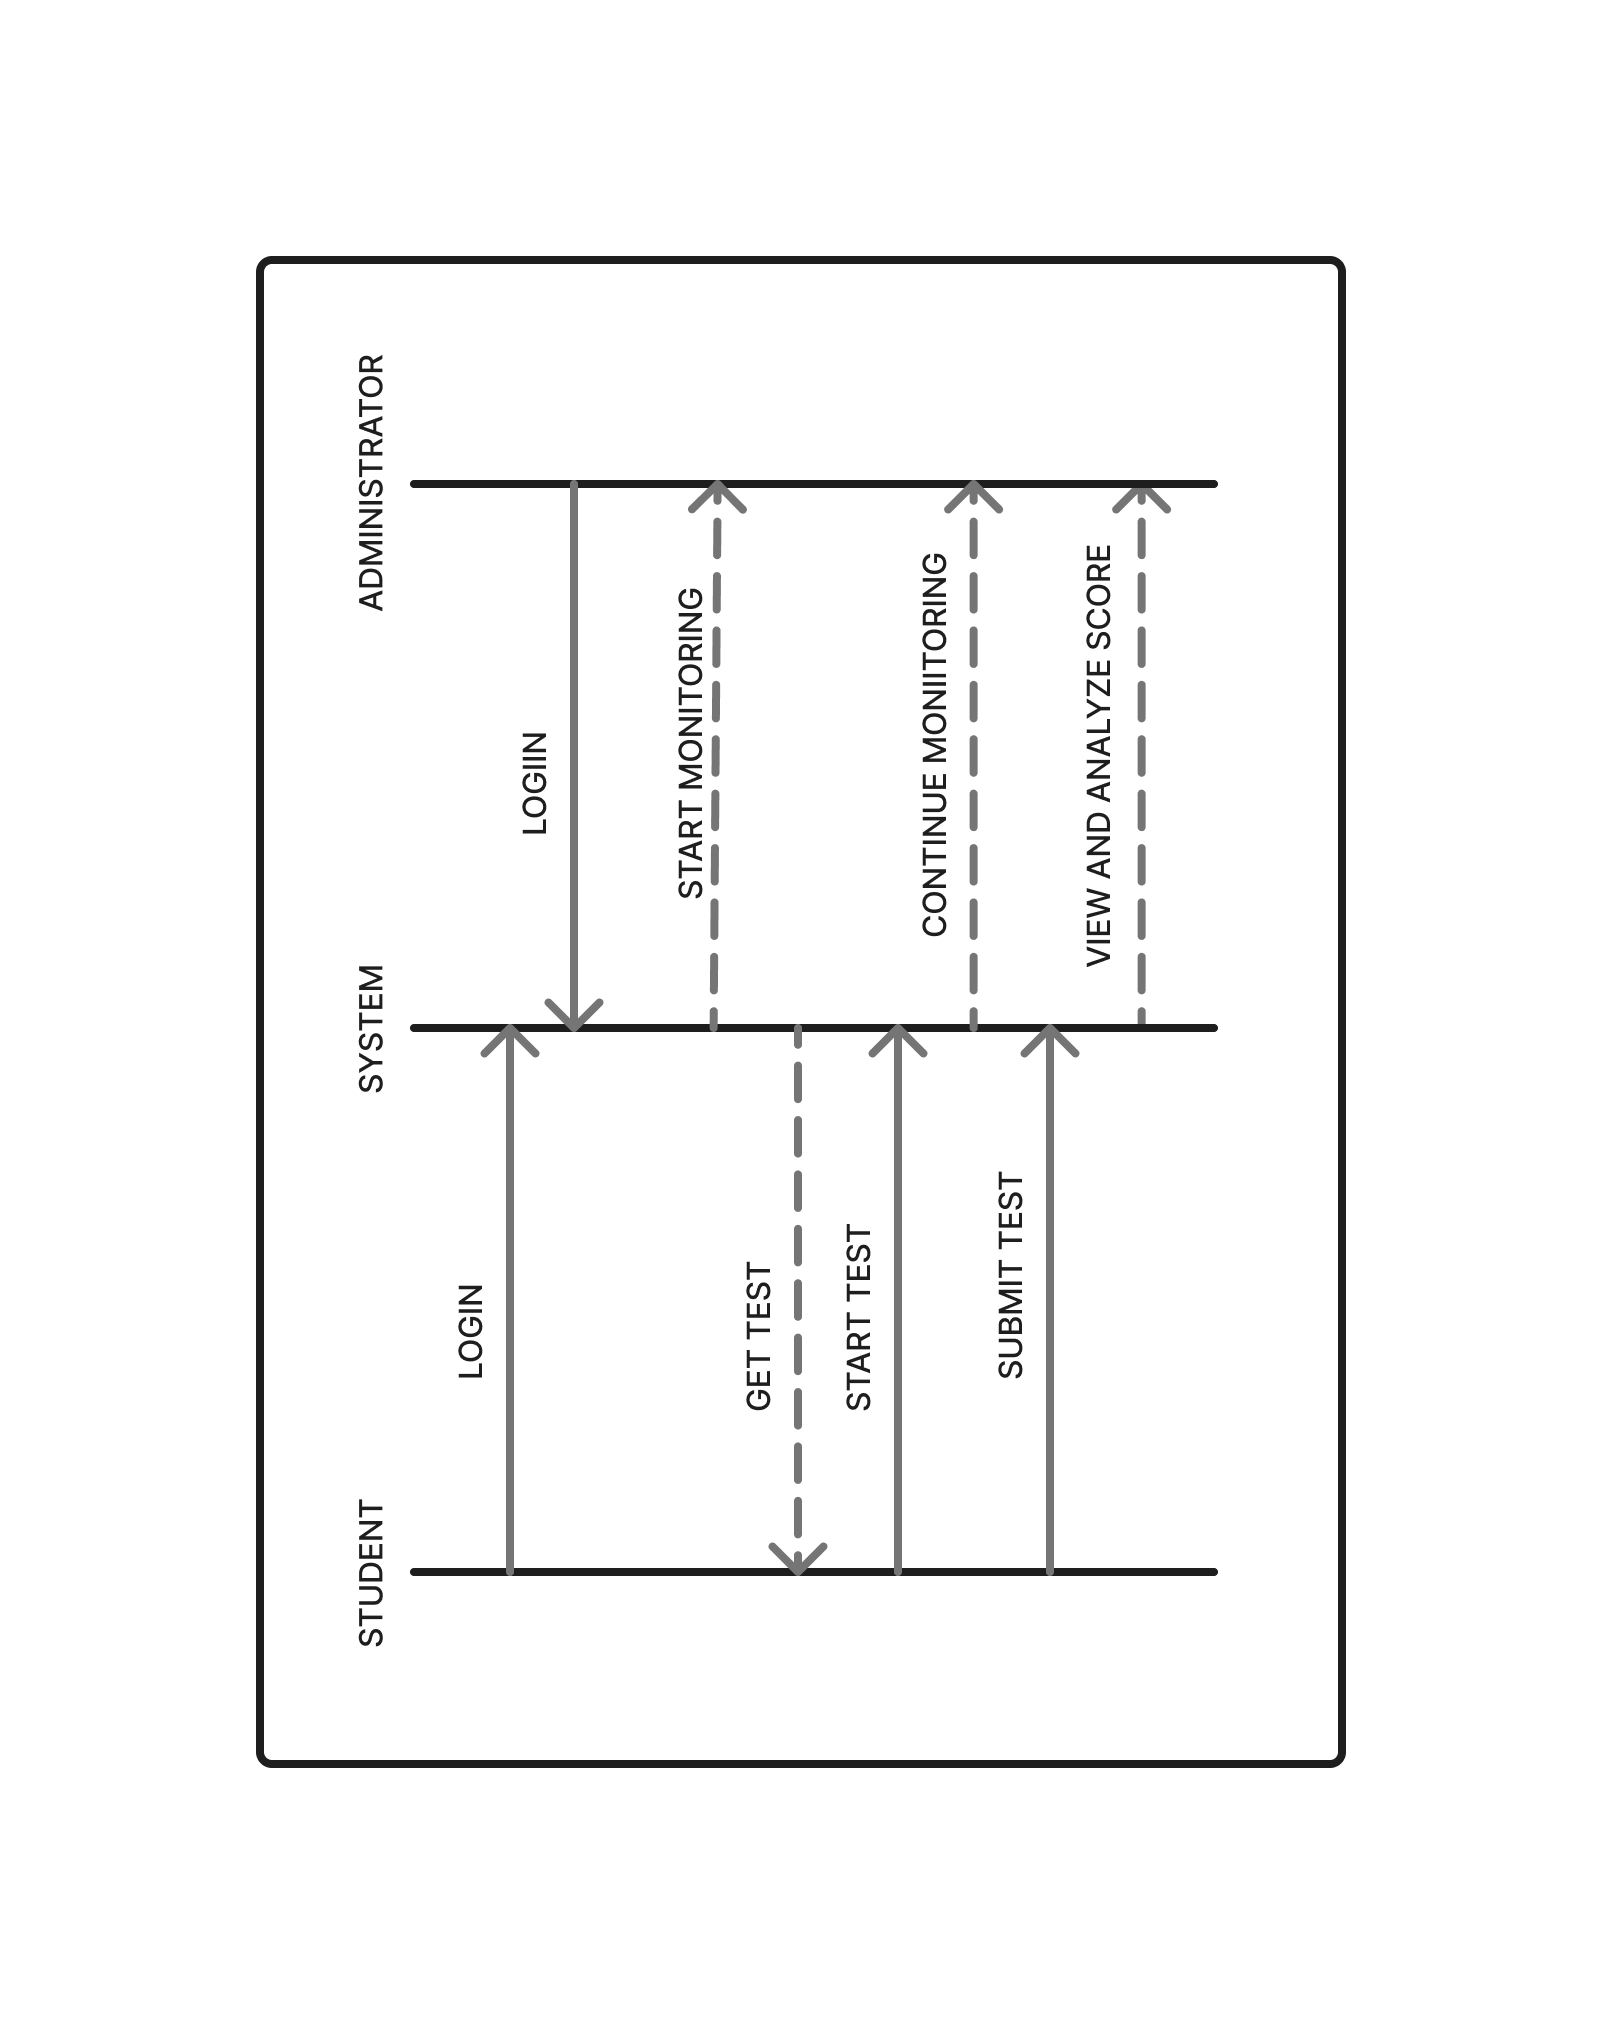 STUDENT
SYSTEM
ADMINISTRATOR
LOGIN
LOGIIN
START MONITORING
GET TEST
START TEST
CONTINUE MONIITORING
SUBMIT TEST
VIEW AND ANALYZE SCORE